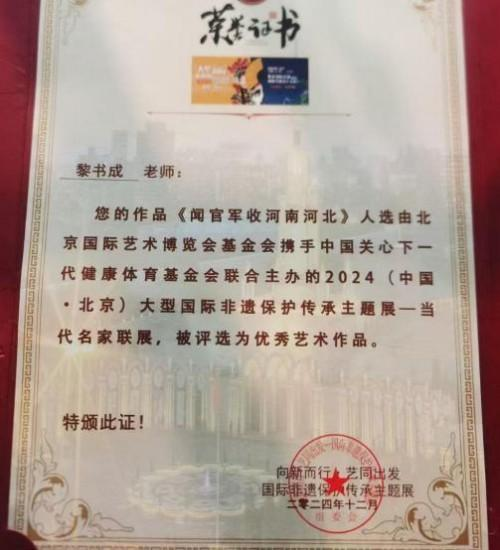 荣誉证书
黎书成 老师:
您的作品《闻官军收河南河北》人选由北
京国际艺术博览会基金会携手中国关心下一
代健康体育基金会联合主办的2024（中国
·北京）大型国际非遗保护传承主题展—当
代名家联展，被评选为优秀艺术作品。
特颁此证！
向新而行 艺同出发
国际非遗保护传承主题展
二零二四年十二月
组委会